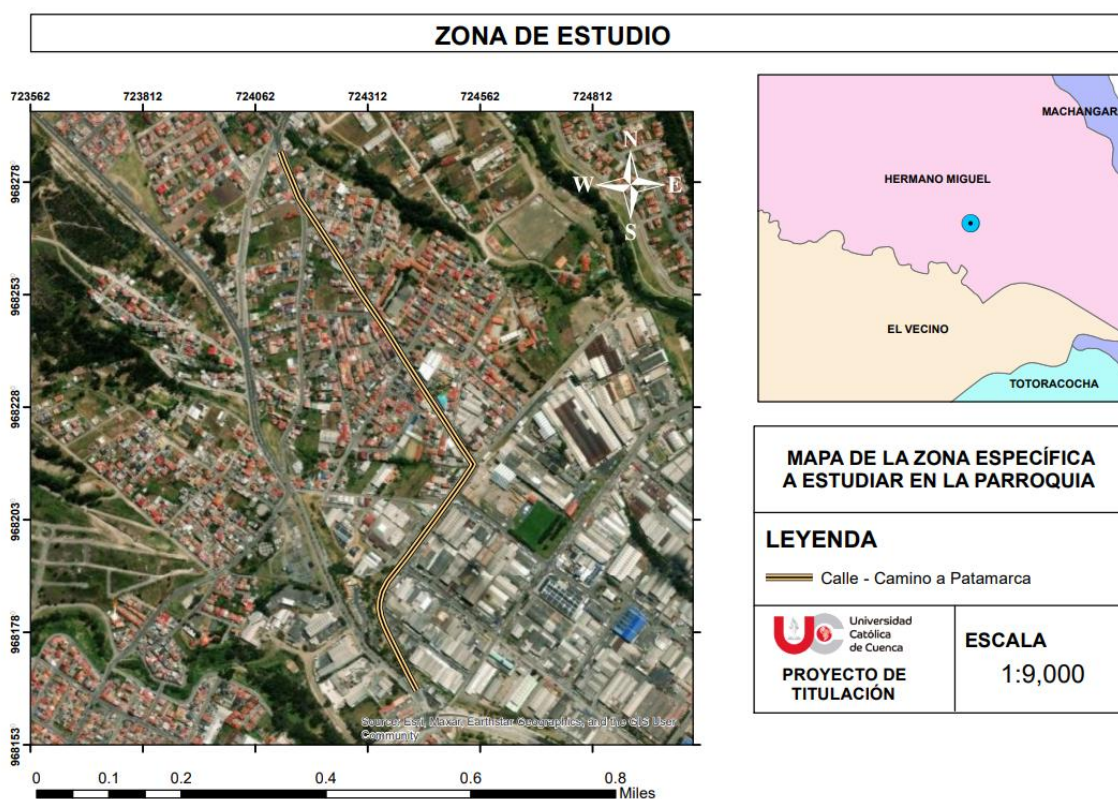 ZONA DE ESTUDIO
723562 723812 724062 724312 724562 724812
968278
968253
968228
968203
968178
968153
N
W E
S
Source: Esri, Maxar, Earthstar Geographics, and the GIS User
Community
0 0.1 0.2 0.4 0.6 0.8
Miles
MACHANGAR
HERMANO MIGUEL
EL VECINO
TOTORACOCHA
MAPA DE LA ZONA ESPECÍFICA
A ESTUDIAR EN LA PARROQUIA
LEYENDA
Calle - Camino a Patamarca
UC
Universidad
Católica
de Cuenca
PROYECTO DE
TITULACIÓN
ESCALA
1:9,000